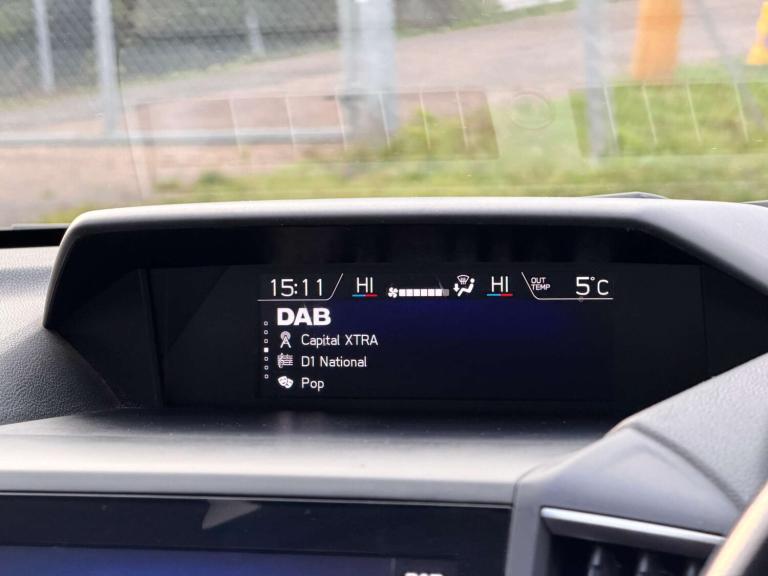 15:11 HI HI OUT TEMP 5°C
DAB
Capital XTRA
D1 National
Pop